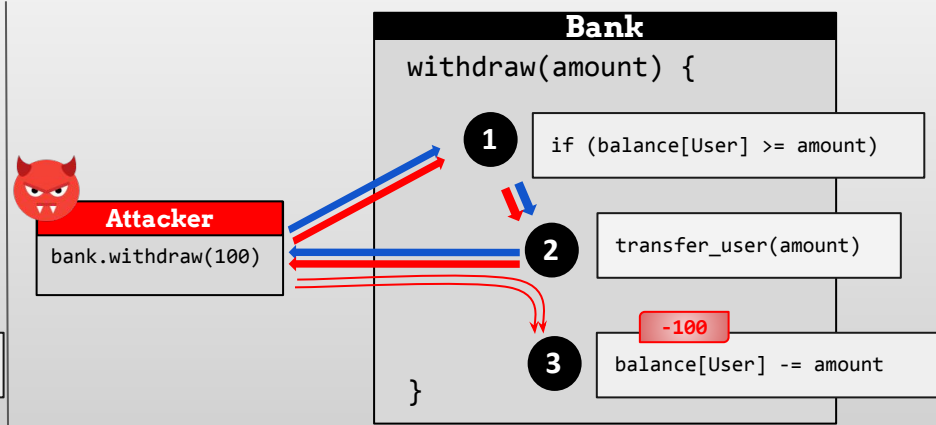 Bank
withdraw(amount) {
1
if (balance[User] >= amount)
Attacker
bank.withdraw(100)
2
transfer_user(amount)
-100
3
balance[User] -= amount
}